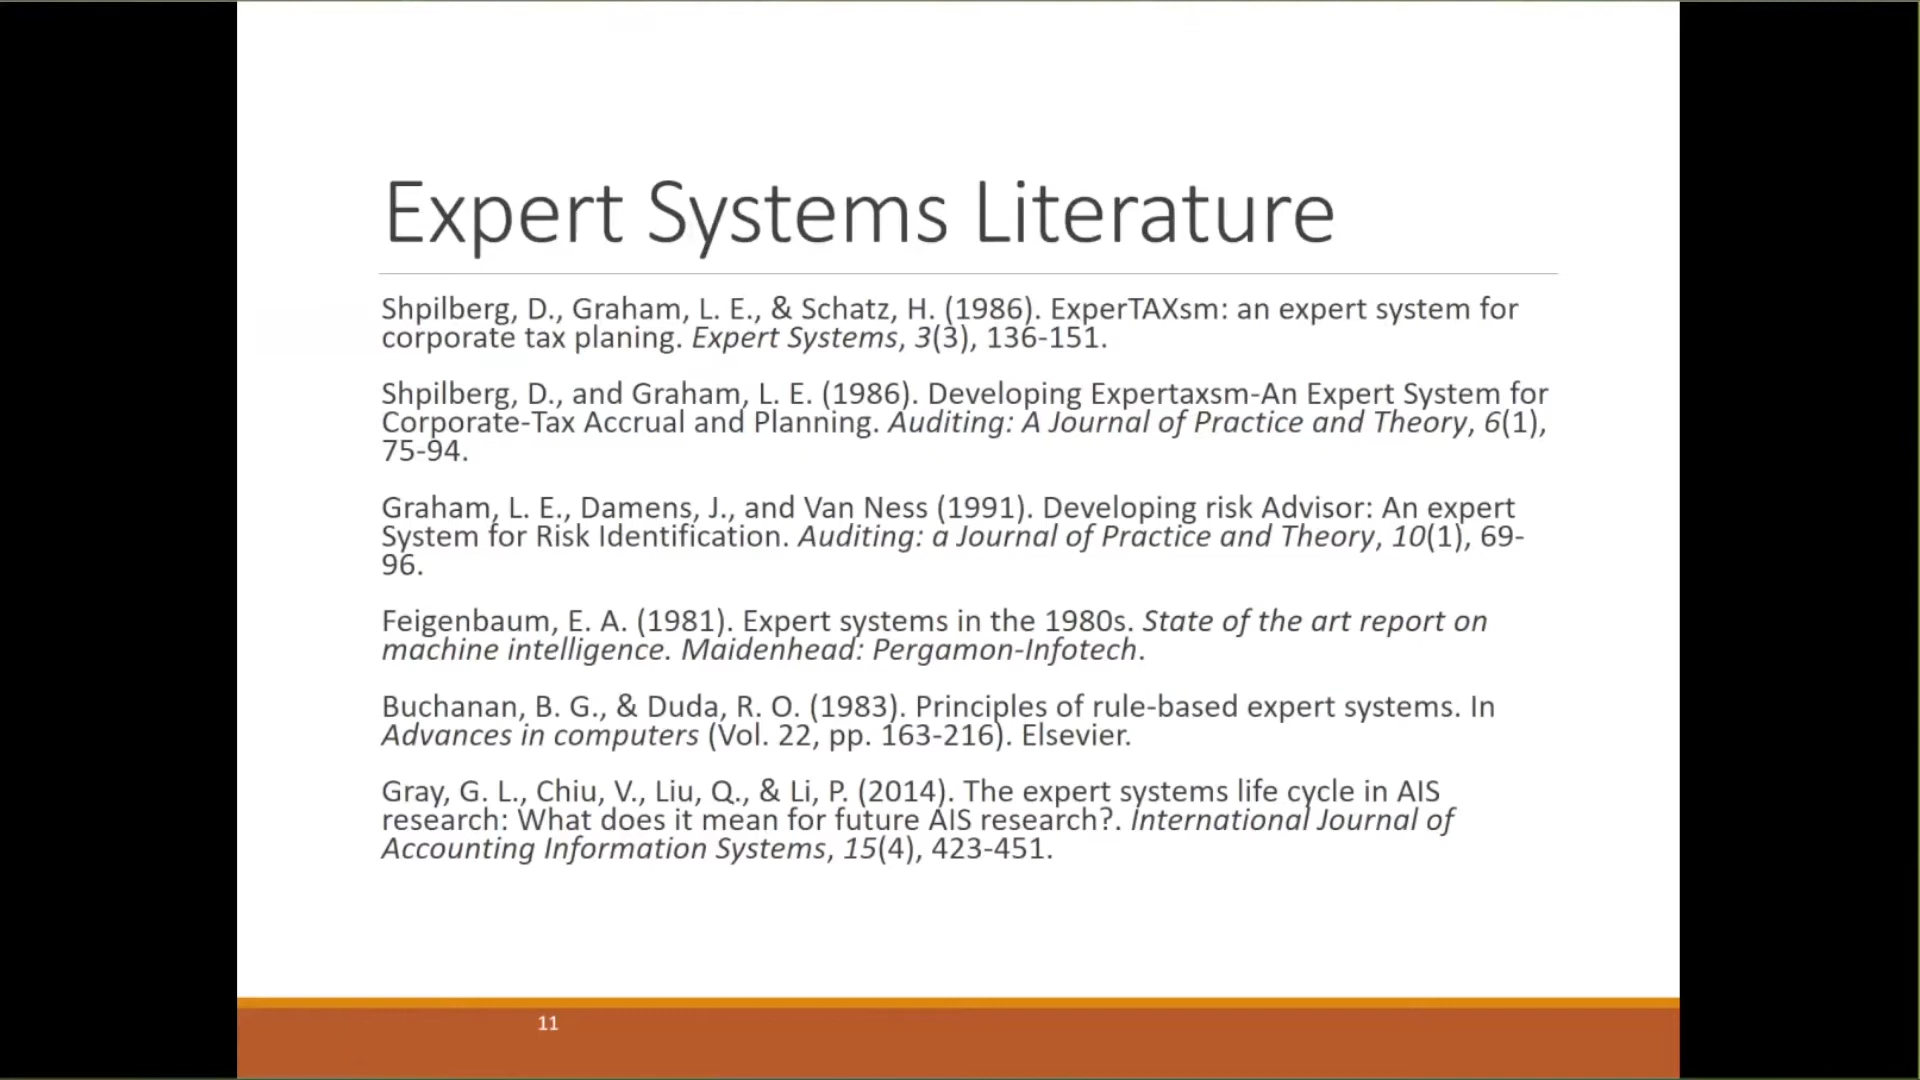 Expert Systems Literature
Shpilberg, D., Graham, L. E., & Schatz, H. (1986). ExperTAXsm: an expert system for
corporate tax planing. Expert Systems, 3(3), 136-151.
Shpilberg, D., and Graham, L. E. (1986). Developing Expertaxsm-An Expert System for
Corporate-Tax Accrual and Planning. Auditing: A Journal of Practice and Theory, 6(1),
75-94.
Graham, L. E., Damens, J., and Van Ness (1991). Developing risk Advisor: An expert
System for Risk Identification. Auditing: a Journal of Practice and Theory, 10(1), 69-
96.
Feigenbaum, E. A. (1981). Expert systems in the 1980s. State of the art report on
machine intelligence. Maidenhead: Pergamon-Infotech.
Buchanan, B. G., & Duda, R. O. (1983). Principles of rule-based expert systems. In
Advances in computers (Vol. 22, pp. 163-216). Elsevier.
Gray, G. L., Chiu, V., Liu, Q., & Li, P. (2014). The expert systems life cycle in AIS
research: What does it mean for future AIS research?. International Journal of
Accounting Information Systems, 15(4), 423-451.
11